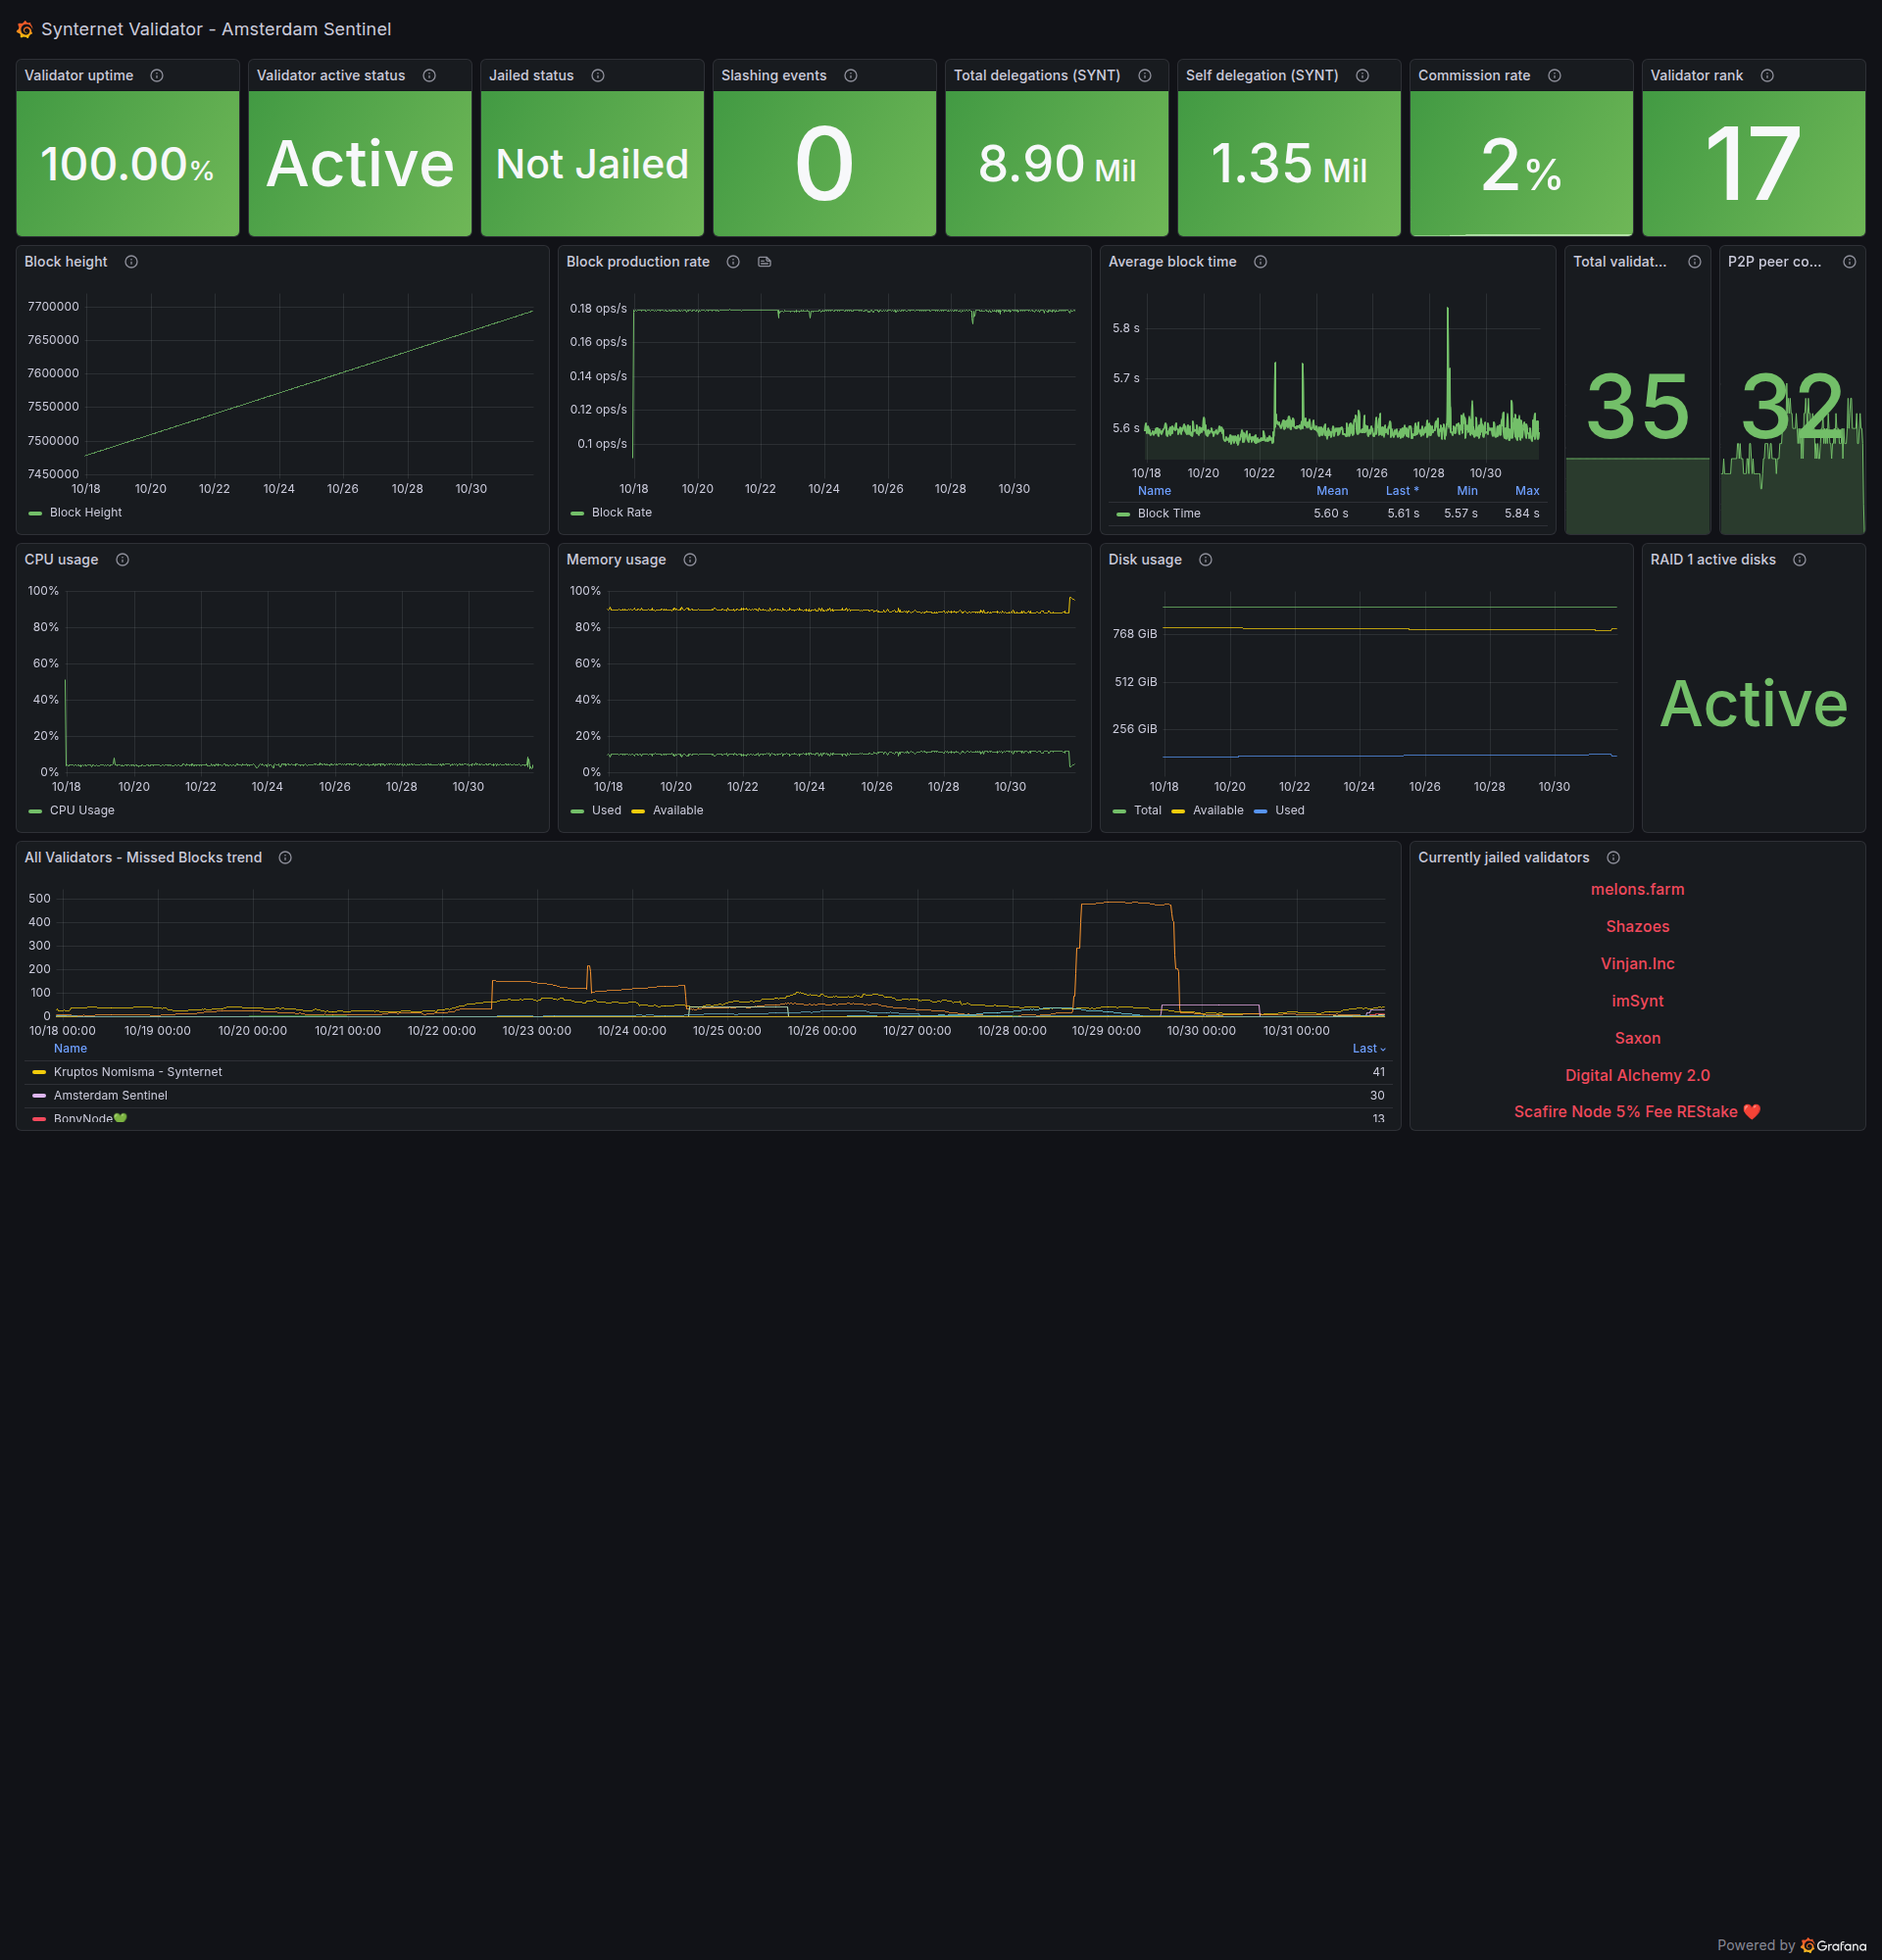 Synternet Validator - Amsterdam Sentinel
Validator uptime
100.00%
Validator active status
Active
Jailed status
Not Jailed
Slashing events
0
Total delegations (SYNT)
8.90 Mil
Self delegation (SYNT)
1.35 Mil
Commission rate
2%
Validator rank
17
Block height
7700000
7650000
7600000
7550000
7500000
7450000
10/18 10/20 10/22 10/24 10/26 10/28 10/30
Block Height
Block production rate
0.18 ops/s
0.16 ops/s
0.14 ops/s
0.12 ops/s
0.1 ops/s
10/18 10/20 10/22 10/24 10/26 10/28 10/30
Block Rate
Average block time
5.8 s
5.7 s
5.6 s
10/18 10/20 10/22 10/24 10/26 10/28 10/30
Name Mean Last * Min Max
Block TIme 5.60 s 5.61 s 5.57 s 5.84 s
Total validat...
35
P2P peer co...
32
CPU usage
100%
80%
60%
40%
20%
0%
10/18 10/20 10/22 10/24 10/26 10/28 10/30
CPU Usage
Memory usage
100%
80%
60%
40%
20%
0%
10/18 10/20 10/22 10/24 10/26 10/28 10/30
Used Available
Disk usage
768 GiB
512 GiB
256 GiB
10/18 10/20 10/22 10/24 10/26 10/28 10/30
Total Available Used
RAID 1 active disks
Active
All Validators - Missed Blocks trend
500
400
300
200
100
0
10/18 00:00 10/19 00:00 10/20 00:00 10/21 00:00 10/22 00:00 10/23 00:00 10/24 00:00 10/25 00:00 10/26 00:00 10/27 00:00 10/28 00:00 10/29 00:00 10/30 00:00 10/31 00:00
Name Last
Kruptos Nomisma - Synternet 41
Amsterdam Sentinel 30
BonyNode💚 13
Currently jailed validators
melons.farm
Shazoes
Vinjan.Inc
imSynt
Saxon
Digital Alchemy 2.0
Scafire Node 5% Fee REStake ❤️
Powered by Grafana